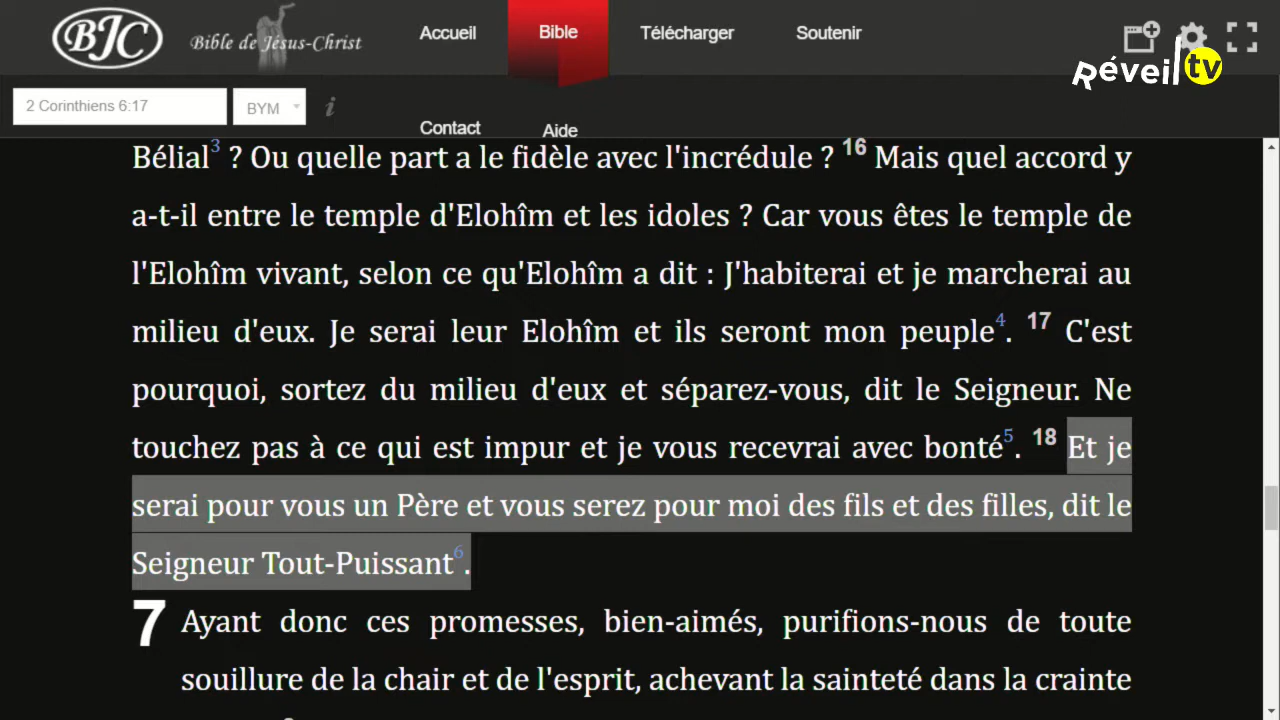 BJC Bible de Jésus-Christ Accueil Bible Télécharger Soutenir
Réveil tv
2 Corinthiens 6:17 BYM i
Contact Aide
Bélial3 ? Ou quelle part a le fidèle avec l'incrédule ? 16 Mais quel accord y
a-t-il entre le temple d'Elohîm et les idoles ? Car vous êtes le temple de
l'Elohîm vivant, selon ce qu'Elohîm a dit : J'habiterai et je marcherai au
milieu d'eux. Je serai leur Elohîm et ils seront mon peuple4. 17 C'est
pourquoi, sortez du milieu d'eux et séparez-vous, dit le Seigneur. Ne
touchez pas à ce qui est impur et je vous recevrai avec bonté5. 18 Et je
serai pour vous un Père et vous serez pour moi des fils et des filles, dit le
Seigneur Tout-Puissant6.
7 Ayant donc ces promesses, bien-aimés, purifions-nous de toute
souillure de la chair et de l'esprit, achevant la sainteté dans la crainte